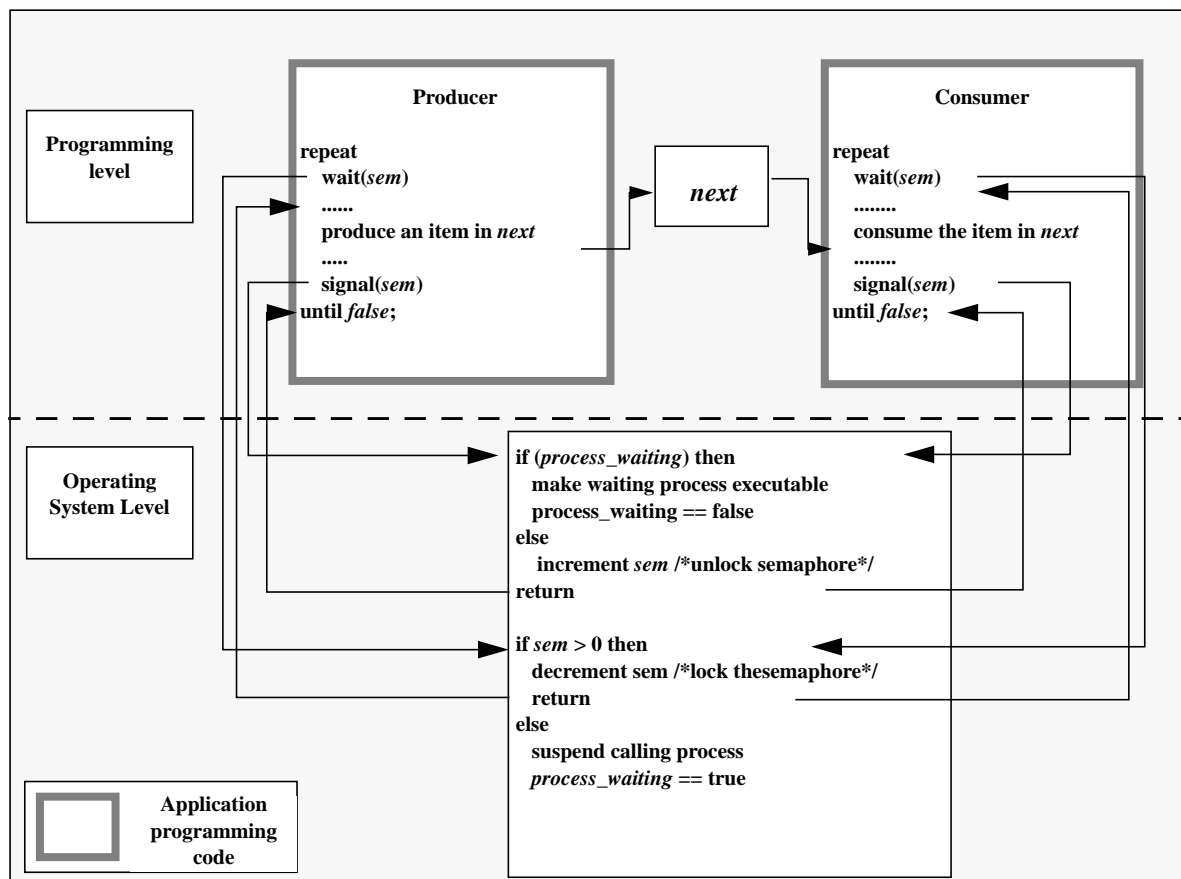 Programming
level
Producer
repeat
wait(sem)
......
produce an item in next
.....
signal(sem)
until false;
next
Consumer
repeat
wait(sem)
........
consume the item in next
........
signal(sem)
until false;
Operating
System Level
if (process_waiting) then
make waiting process executable
process_waiting == false
else
increment sem /*unlock semaphore*/
return
if sem > 0 then
decrement sem /*lock thesemaphore*/
return
else
suspend calling process
process_waiting == true
Application
programming
code